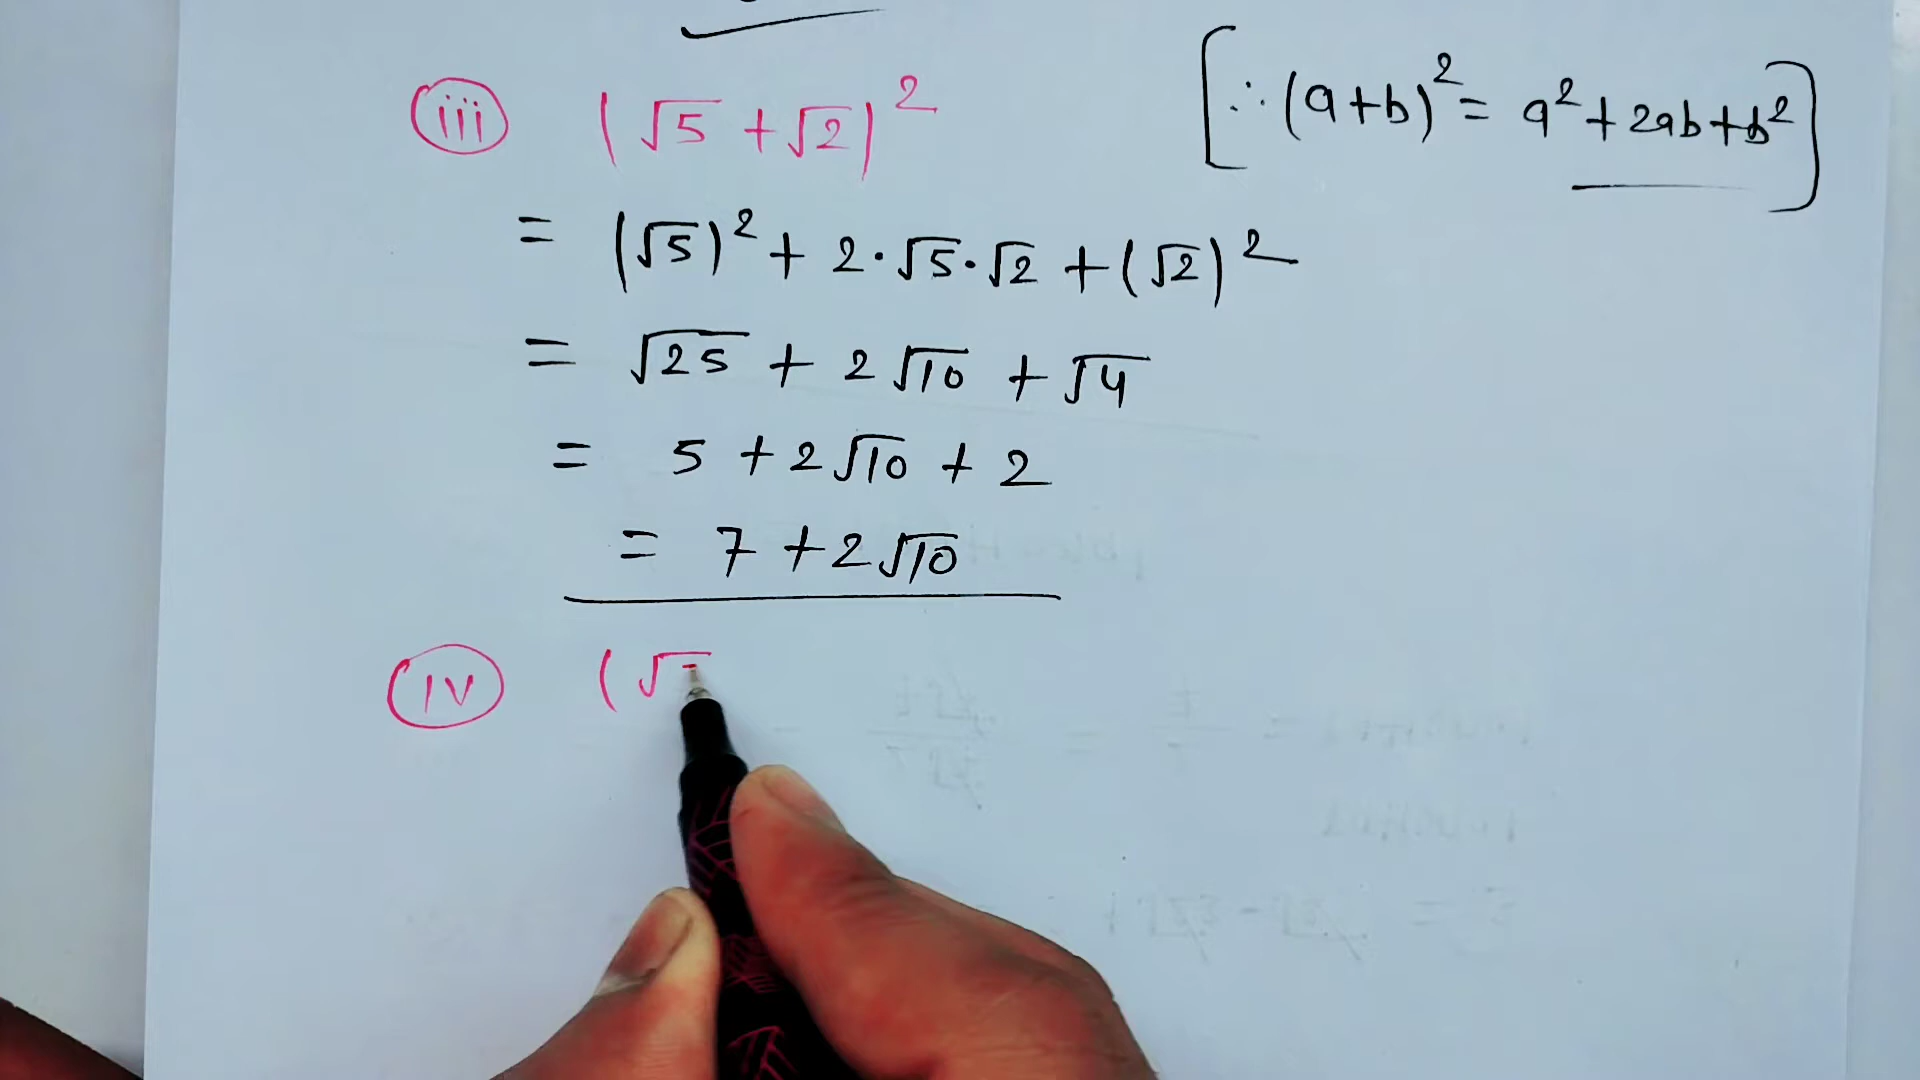 (iii) (√5 + √2)²
[∴ (a+b)² = a² + 2ab + b²]
= (√5)² + 2·√5·√2 + (√2)²
= √25 + 2√10 + √4
= 5 + 2√10 + 2
= 7 + 2√10
(iv) (√